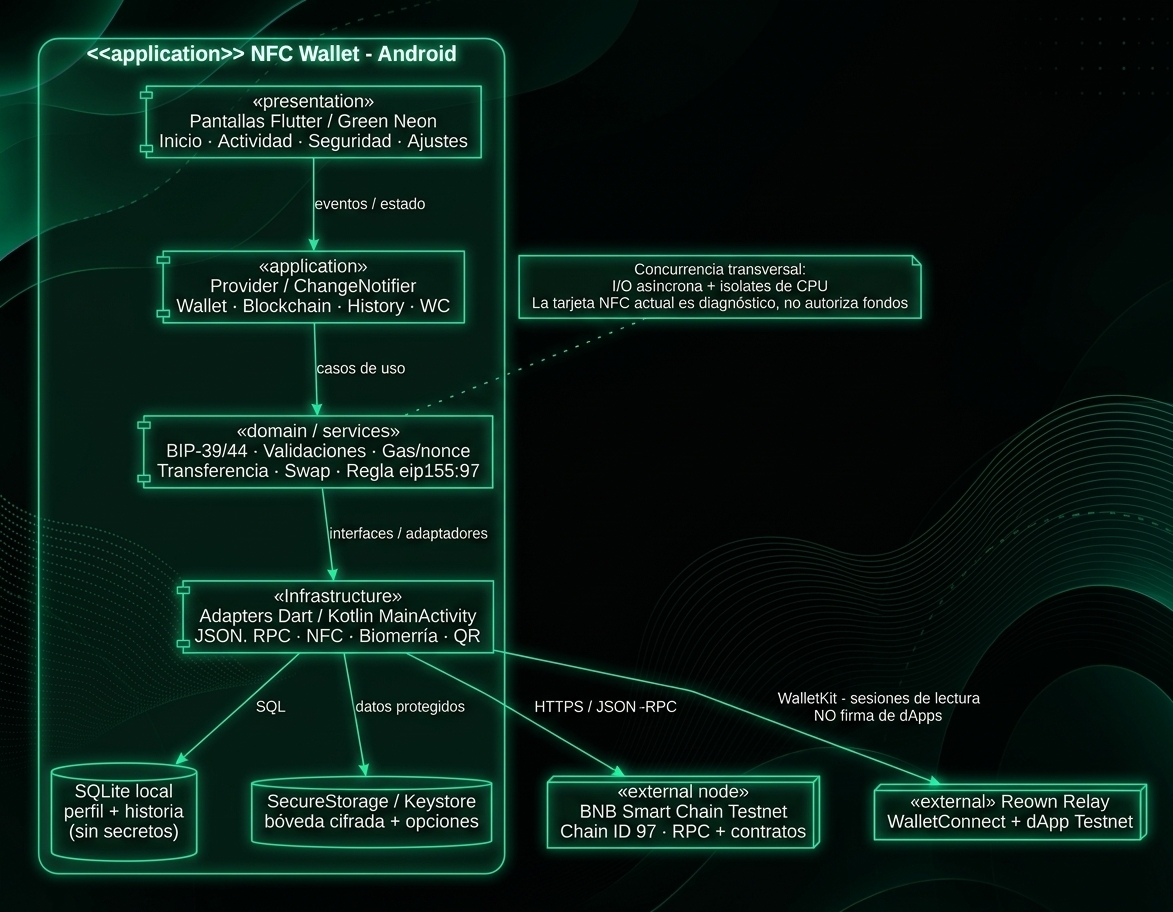 <<application>> NFC Wallet - Android
«presentation»
Pantallas Flutter / Green Neon
Inicio · Actividad · Seguridad · Ajustes
eventos / estado
«application»
Provider / ChangeNotifier
Wallet · Blockchain · History · WC
Concurrencia transversal:
I/O asíncrona + isolates de CPU
La tarjeta NFC actual es diagnóstico, no autoriza fondos
casos de uso
«domain / services»
BIP-39/44 · Validaciones · Gas/nonce
Transferencia · Swap · Regla eip155:97
interfaces / adaptadores
«Infrastructure»
Adapters Dart / Kotlin MainActivity
JSON. RPC · NFC · Biomerría · QR
SQL
datos protegidos
HTTPS / JSON -RPC
WalletKit - sesiones de lectura
NO firma de dApps
SQLite local
perfil + historia
(sin secretos)
SecureStorage / Keystore
bóveda cifrada + opciones
«external node»
BNB Smart Chain Testnet
Chain ID 97 · RPC + contratos
«external» Reown Relay
WalletConnect + dApp Testnet